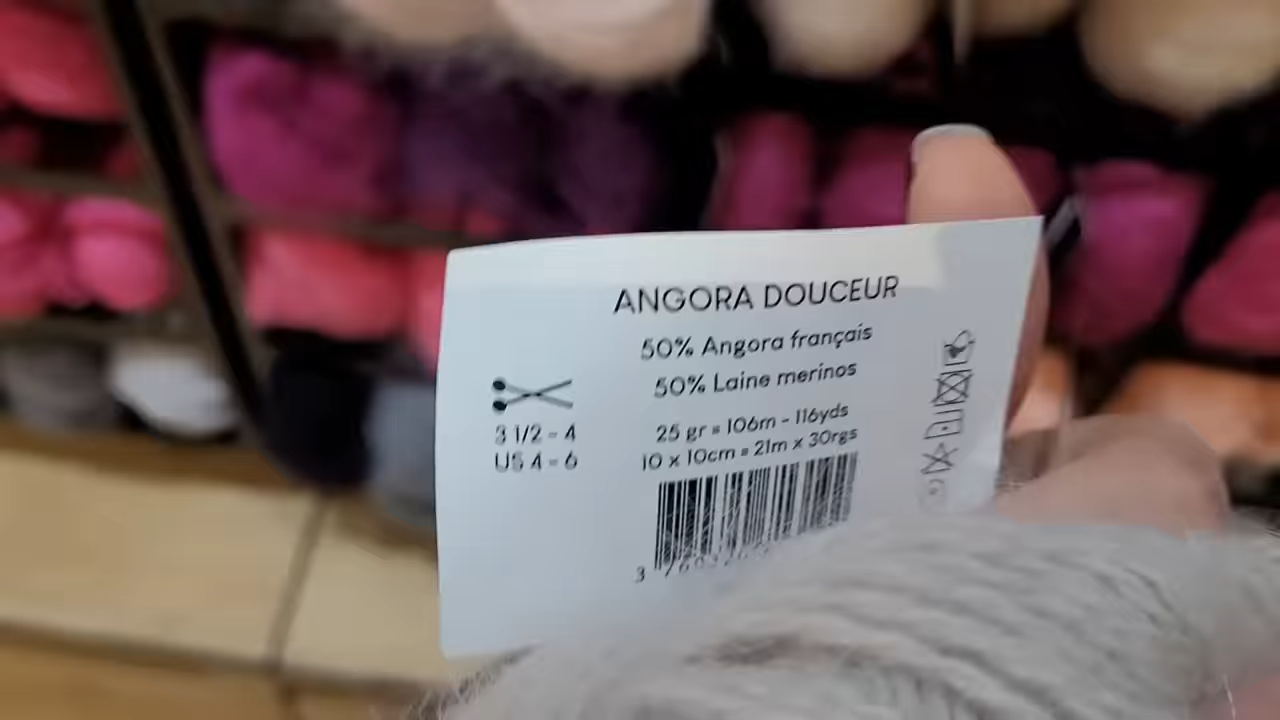 ANGORA DOUCEUR
50% Angora français
50% Laine merinos
3 1/2 - 4
US 4 - 6
25 gr = 106m - 116yds
10 x 10cm = 21m x 30rgs